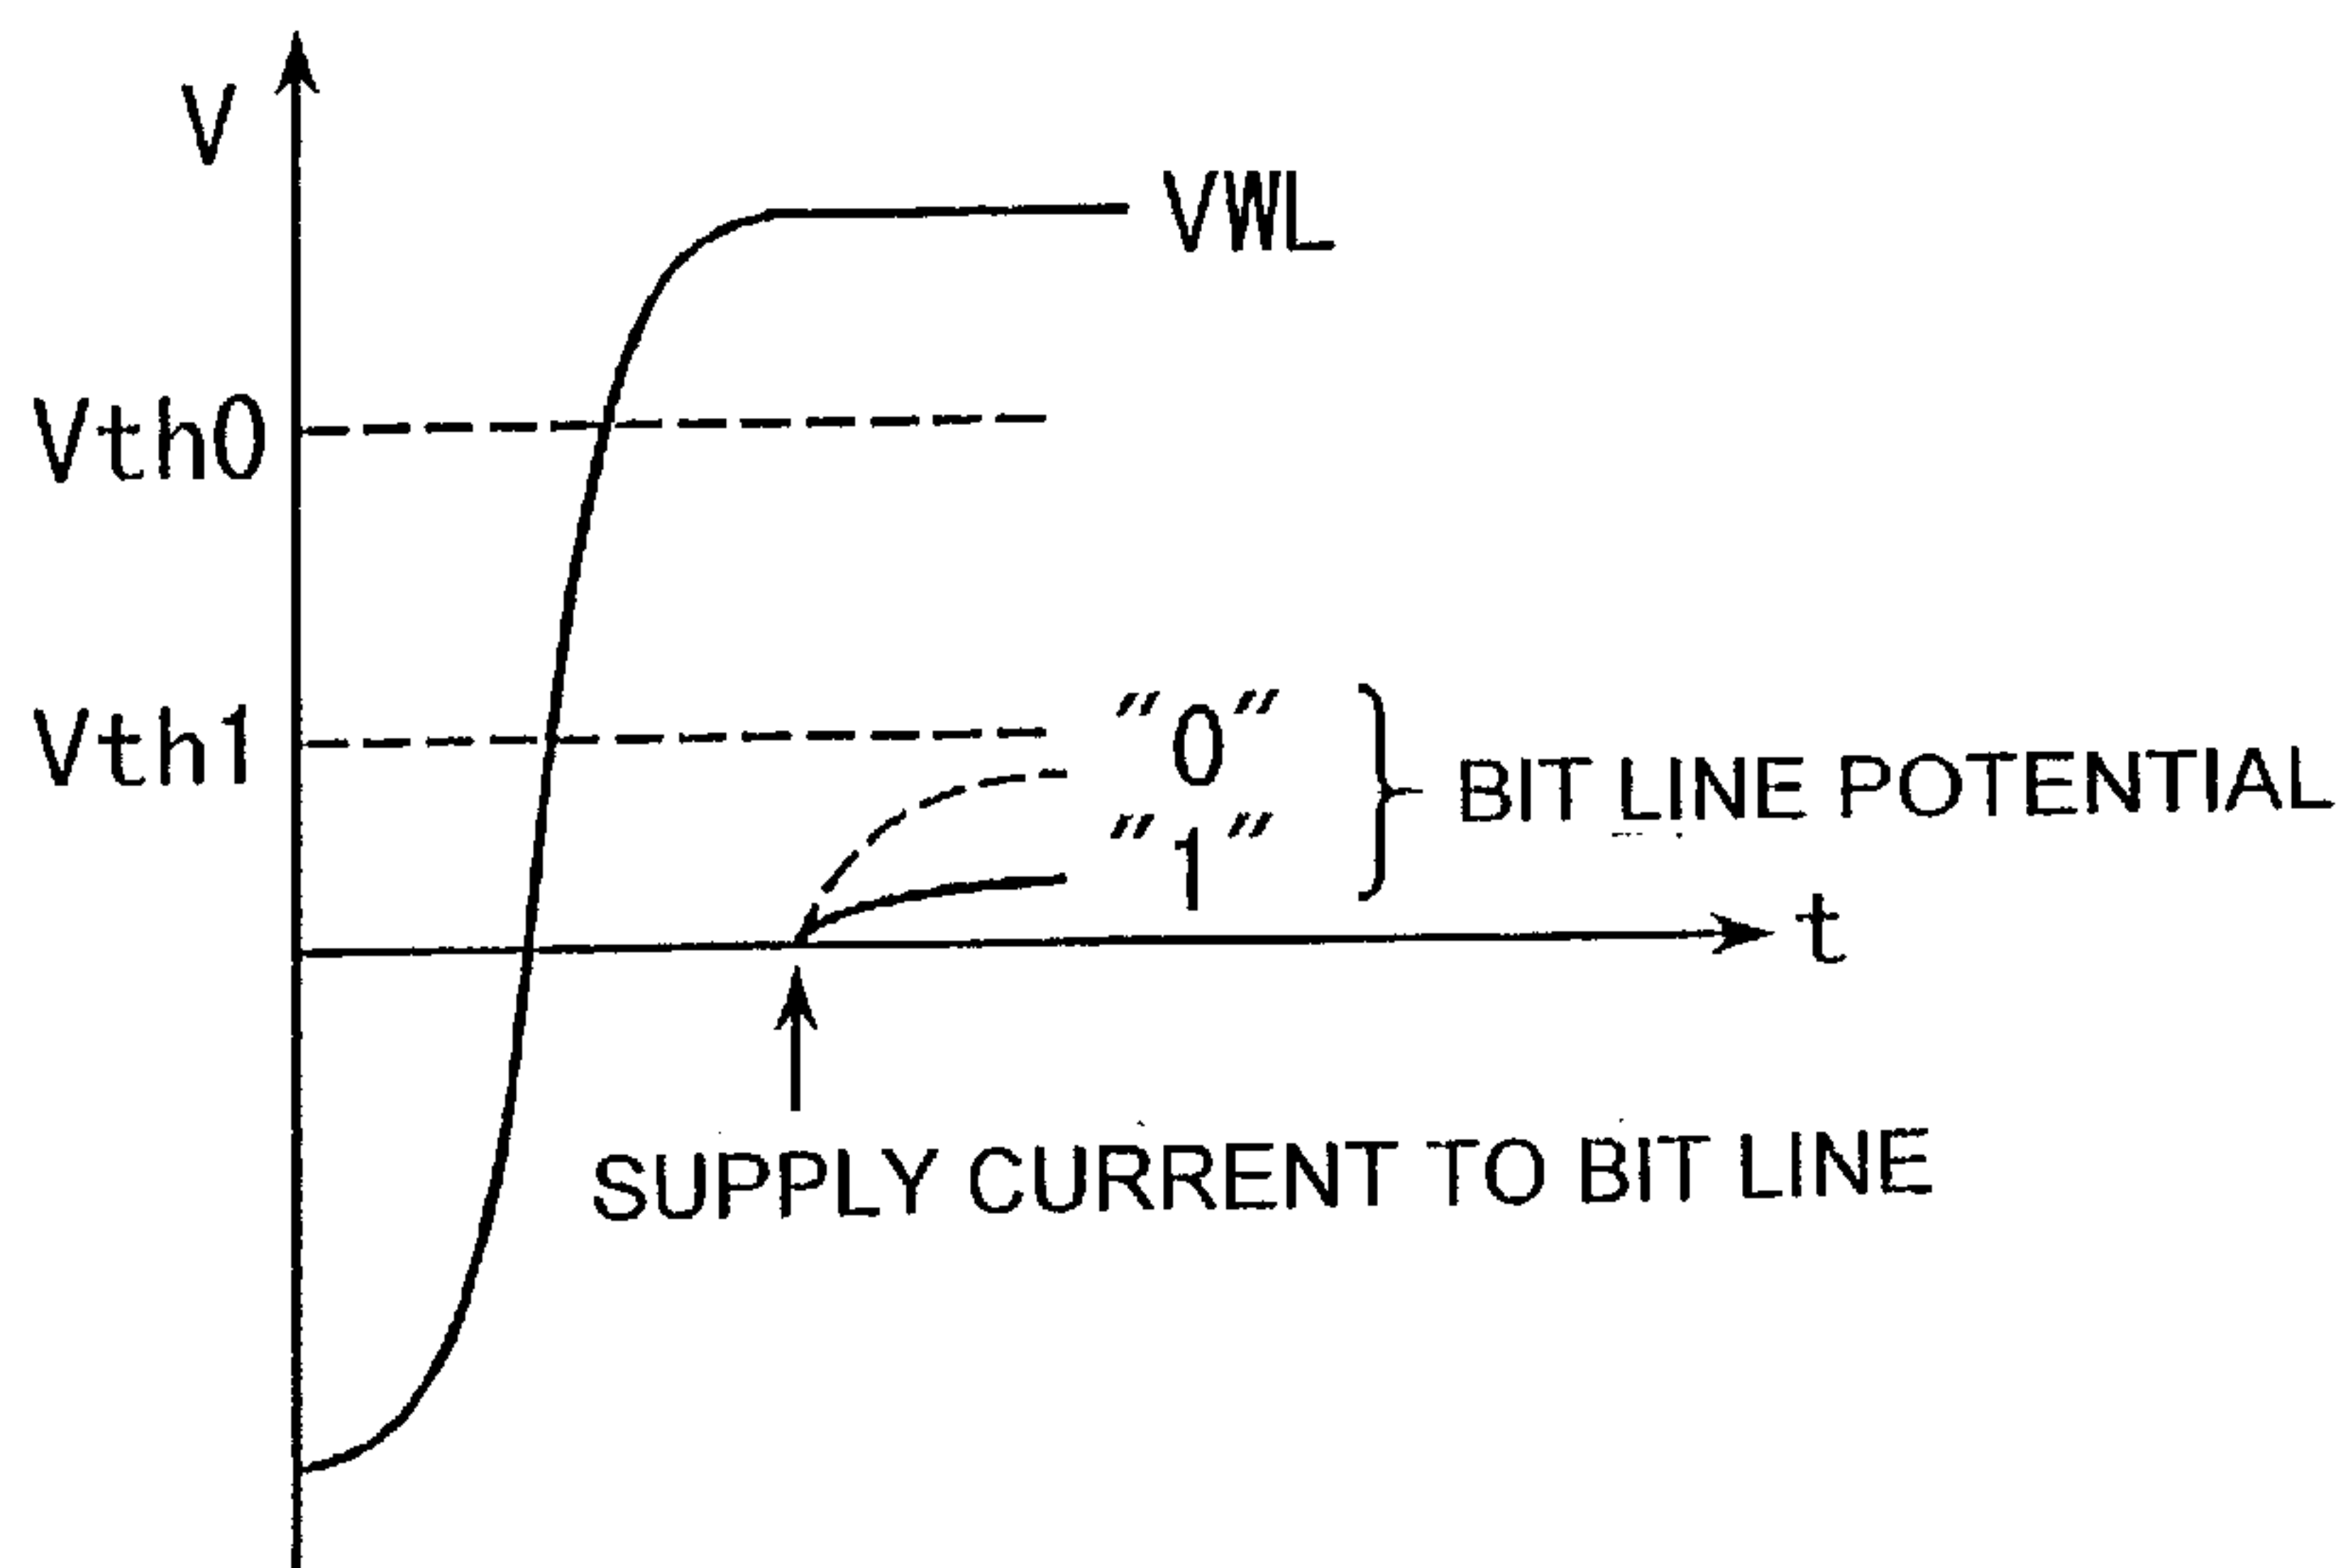 V
VWL
Vth0
Vth1
"0"
"1"
BIT LINE POTENTIAL
t
SUPPLY CURRENT TO BIT LINE